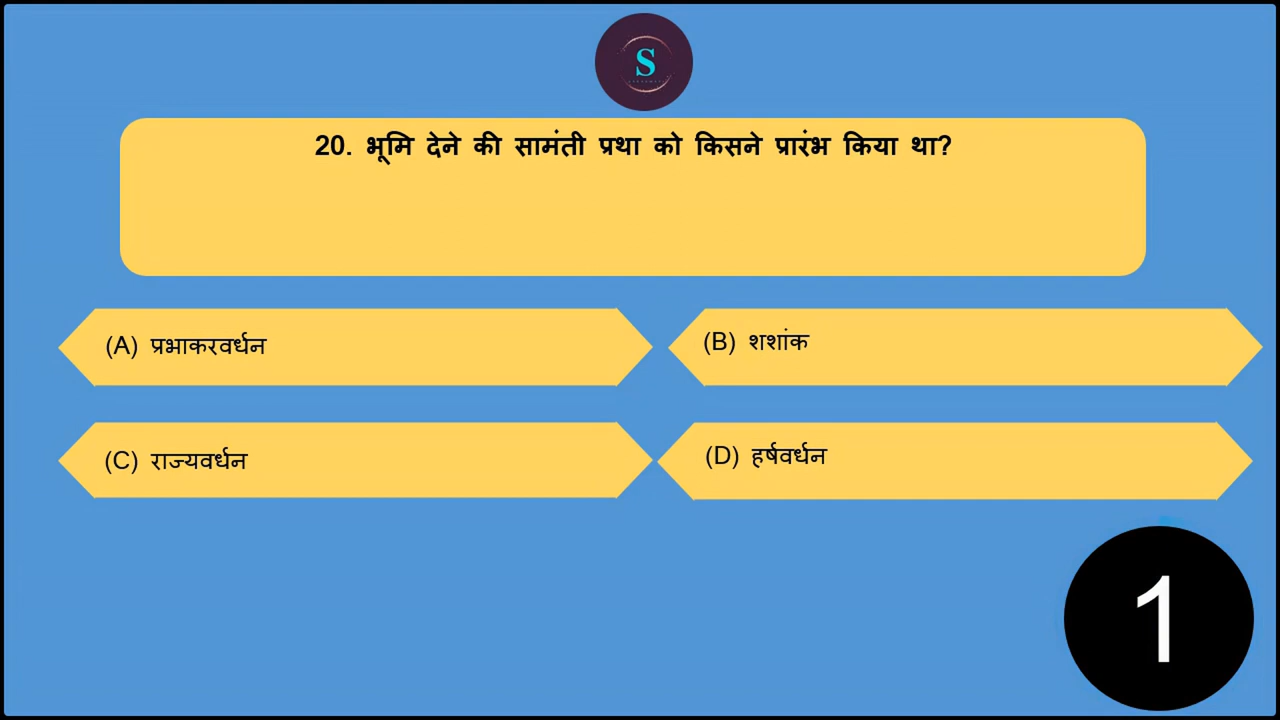 S
20. भूमि देने की सामंती प्रथा को किसने प्रारंभ किया था?
(A) प्रभाकरवर्धन
(B) शशांक
(C) राज्यवर्धन
(D) हर्षवर्धन
1